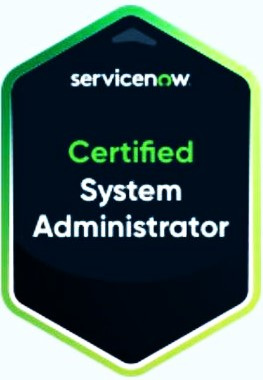 servicenow
Certified
System
Administrator